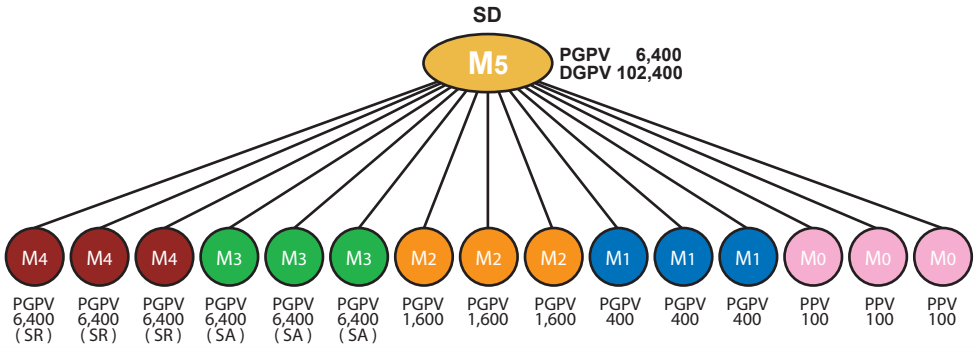 SD
M5
PGPV 6,400
DGPV 102,400
M4 M4 M4 M3 M3 M3 M2 M2 M2 M1 M1 M1 M0 M0 M0
PGPV PGPV PGPV PGPV PGPV PGPV PGPV PGPV PGPV PGPV PGPV PGPV PPV PPV PPV
6,400 6,400 6,400 6,400 6,400 6,400 1,600 1,600 1,600 400 400 400 100 100 100
( SR ) ( SR ) ( SR ) ( SA ) ( SA ) ( SA )